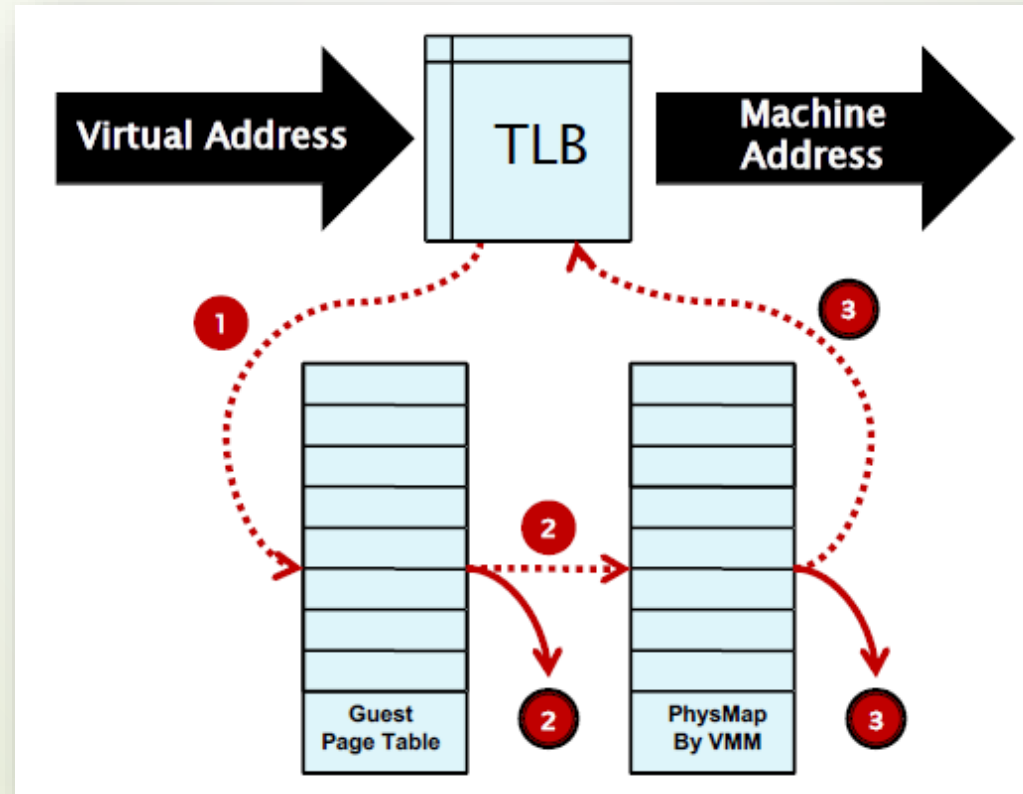 Virtual Address
TLB
Machine
Address
1
3
2
Guest
Page Table
2
PhysMap
By VMM
3